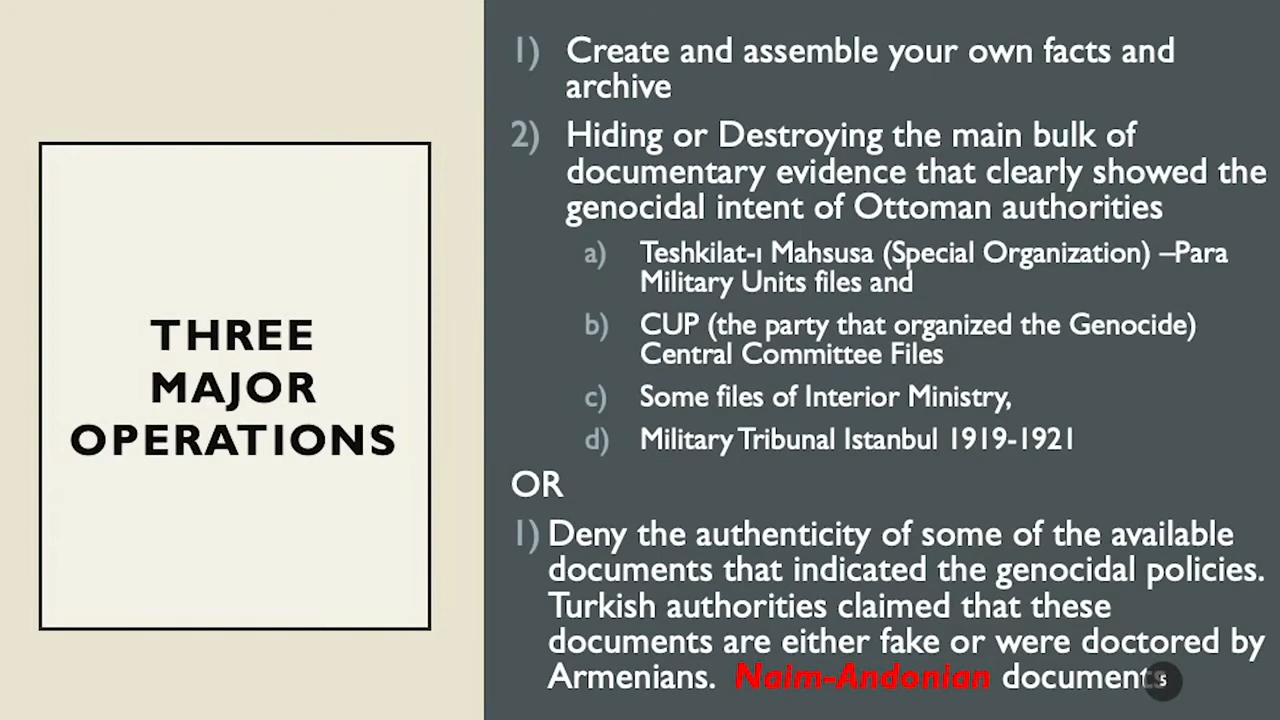 THREE
MAJOR
OPERATIONS
1) Create and assemble your own facts and
archive
2) Hiding or Destroying the main bulk of
documentary evidence that clearly showed the
genocidal intent of Ottoman authorities
a) Teshkilat-ı Mahsusa (Special Organization) –Para
Military Units files and
b) CUP (the party that organized the Genocide)
Central Committee Files
c) Some files of Interior Ministry,
d) Military Tribunal Istanbul 1919-1921
OR
1) Deny the authenticity of some of the available
documents that indicated the genocidal policies.
Turkish authorities claimed that these
documents are either fake or were doctored by
Armenians. Naim-Andonian documents
5